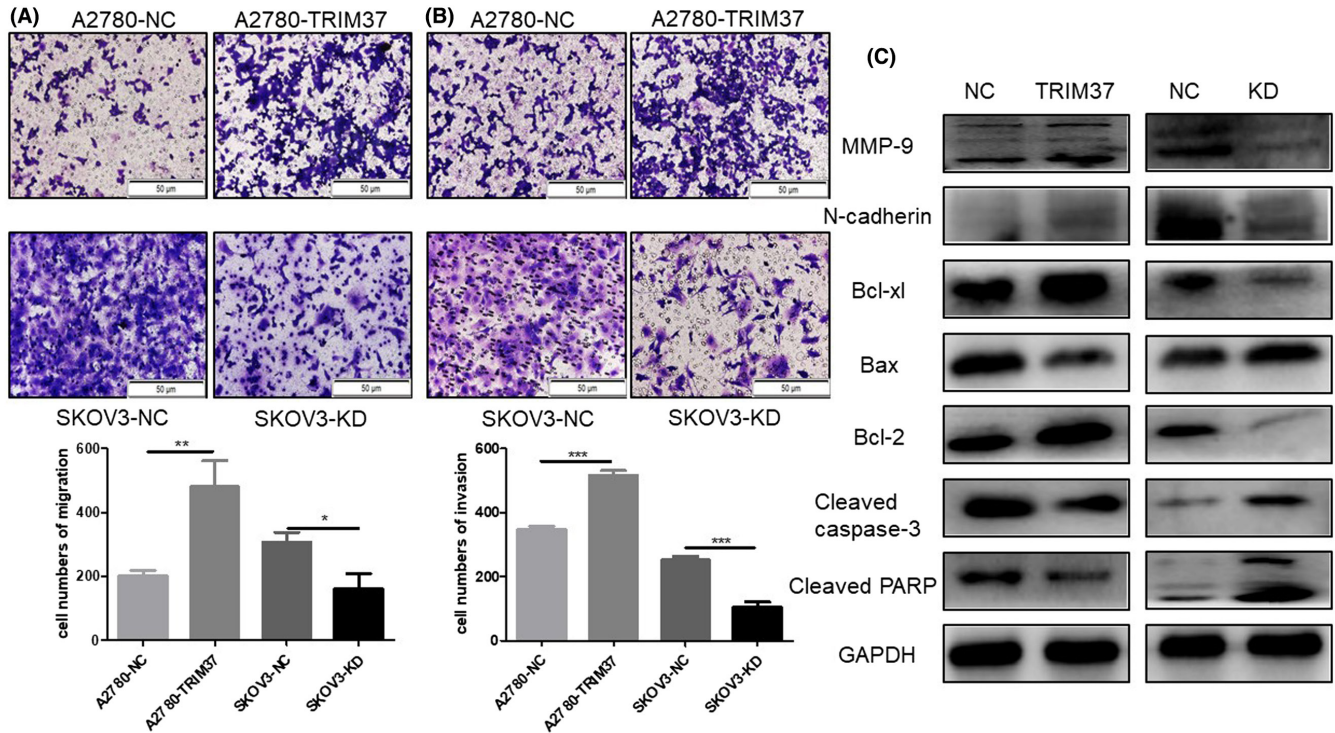 (A)
A2780-NC
A2780-TRIM37
50 µm
50 µm
50 µm
50 µm
SKOV3-NC
SKOV3-KD
cell numbers of migration
600
400
200
0
**
*
A2780-NC
A2780-TRIM37
SKOV3-NC
SKOV3-KD
(B)
A2780-NC
A2780-TRIM37
50 µm
50 µm
50 µm
50 µm
SKOV3-NC
SKOV3-KD
cell numbers of invasion
600
400
200
0
***
***
A2780-NC
A2780-TRIM37
SKOV3-NC
SKOV3-KD
(C)
NC TRIM37 NC KD
MMP-9
N-cadherin
Bcl-xl
Bax
Bcl-2
Cleaved
caspase-3
Cleaved PARP
GAPDH